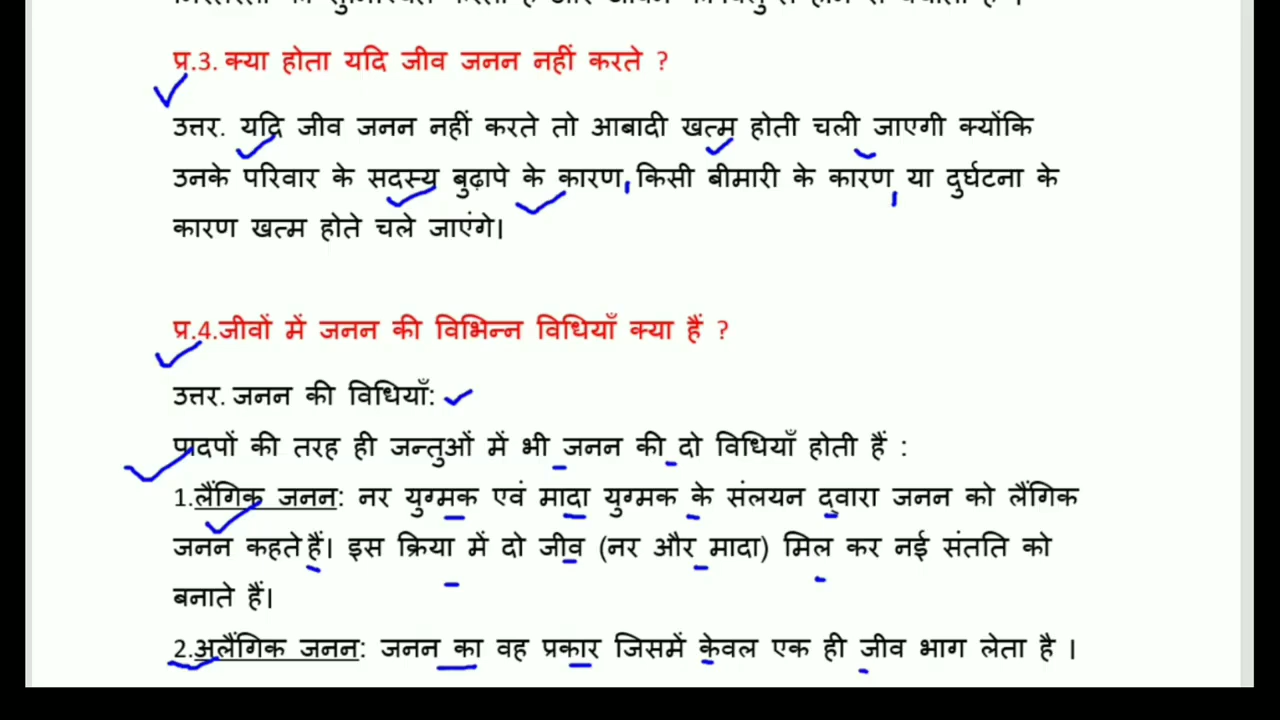 प्र.3. क्या होता यदि जीव जनन नहीं करते ?
उत्तर. यदि जीव जनन नहीं करते तो आबादी खत्म होती चली जाएगी क्योंकि
उनके परिवार के सदस्य बुढ़ापे के कारण, किसी बीमारी के कारण, या दुर्घटना के
कारण खत्म होते चले जाएंगे।
प्र.4.जीवों में जनन की विभिन्न विधियाँ क्या हैं ?
उत्तर. जनन की विधियाँ:
पादपों की तरह ही जन्तुओं में भी जनन की दो विधियाँ होती हैं :
1.लैंगिक जनन: नर युग्मक एवं मादा युग्मक के संलयन द्वारा जनन को लैंगिक
जनन कहते हैं। इस क्रिया में दो जीव (नर और मादा) मिल कर नई संतति को
बनाते हैं।
2.अलैंगिक जनन: जनन का वह प्रकार जिसमें केवल एक ही जीव भाग लेता है ।